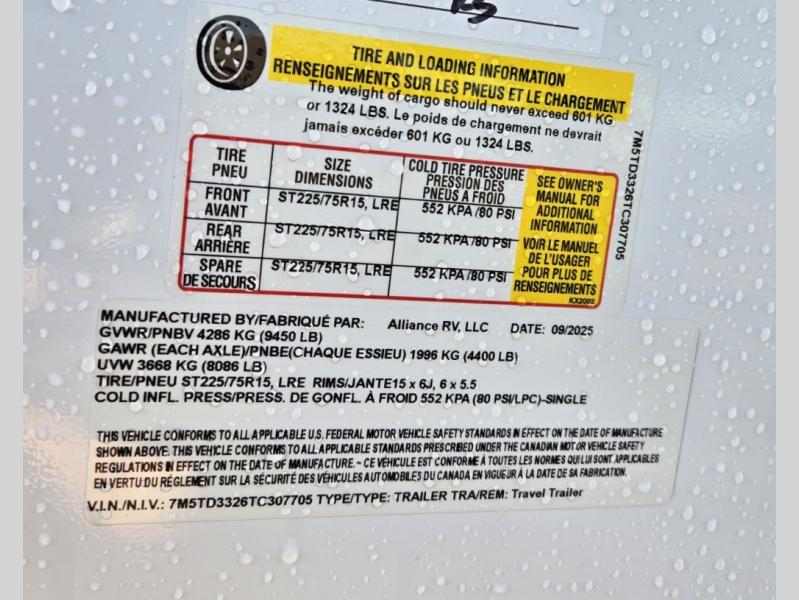 TIRE AND LOADING INFORMATION
RENSEIGNEMENTS SUR LES PNEUS ET LE CHARGEMENT
The weight of cargo should never exceed 601 KG
or 1324 LBS. Le poids de chargement ne devrait
jamais excéder 601 KG ou 1324 LBS.
TIRE PNEU SIZE DIMENSIONS COLD TIRE PRESSURE PRESSION DES PNEUS A FROID
FRONT AVANT ST225/75R15, LRE 552 KPA/80 PSI
REAR ARRIÈRE ST225/75R15, LRE 552 KPA/80 PSI
SPARE DE SECOURS ST225/75R15, LRE 552 KPA/80 PSI
SEE OWNER'S
MANUAL FOR
ADDITIONAL
INFORMATION
VOIR LE MANUEL
DE L'USAGER
POUR PLUS DE
RENSEIGNEMENTS
KX2002
7M5TD3326TC307705
MANUFACTURED BY/FABRIQUÉ PAR: Alliance RV, LLC DATE: 09/2025
GVWR/PNBV 4286 KG (9450 LB)
GAWR (EACH AXLE)/PNBE(CHAQUE ESSIEU) 1996 KG (4400 LB)
UVW 3668 KG (8086 LB)
TIRE/PNEU ST225/75R15, LRE RIMS/JANTE15 x 6J, 6 x 5.5
COLD INFL. PRESS/PRESS. DE GONFL. À FROID 552 KPA (80 PSI/LPC)-SINGLE
THIS VEHICLE CONFORMS TO ALL APPLICABLE U.S. FEDERAL MOTOR VEHICLE SAFETY STANDARDS IN EFFECT ON THE DATE OF MANUFACTURE
SHOWN ABOVE. THIS VEHICLE CONFORMS TO ALL APPLICABLE STANDARDS PRESCRIBED UNDER THE CANADIAN MOTOR VEHICLE SAFETY
REGULATIONS IN EFFECT ON THE DATE OF MANUFACTURE. - CE VÉHICULE EST CONFORME À TOUTES LES NORMES QUI LUI SONT APPLICABLES
EN VERTU DU RÉGLEMENT SUR LA SÉCURITÉ DES VÉHICULES AUTOMOBILES DU CANADA EN VIGUEUR À LA DATE DE SA FABRICATION.
V.I.N./N.I.V.: 7M5TD3326TC307705 TYPE/TYPE: TRAILER TRA/REM: Travel Trailer